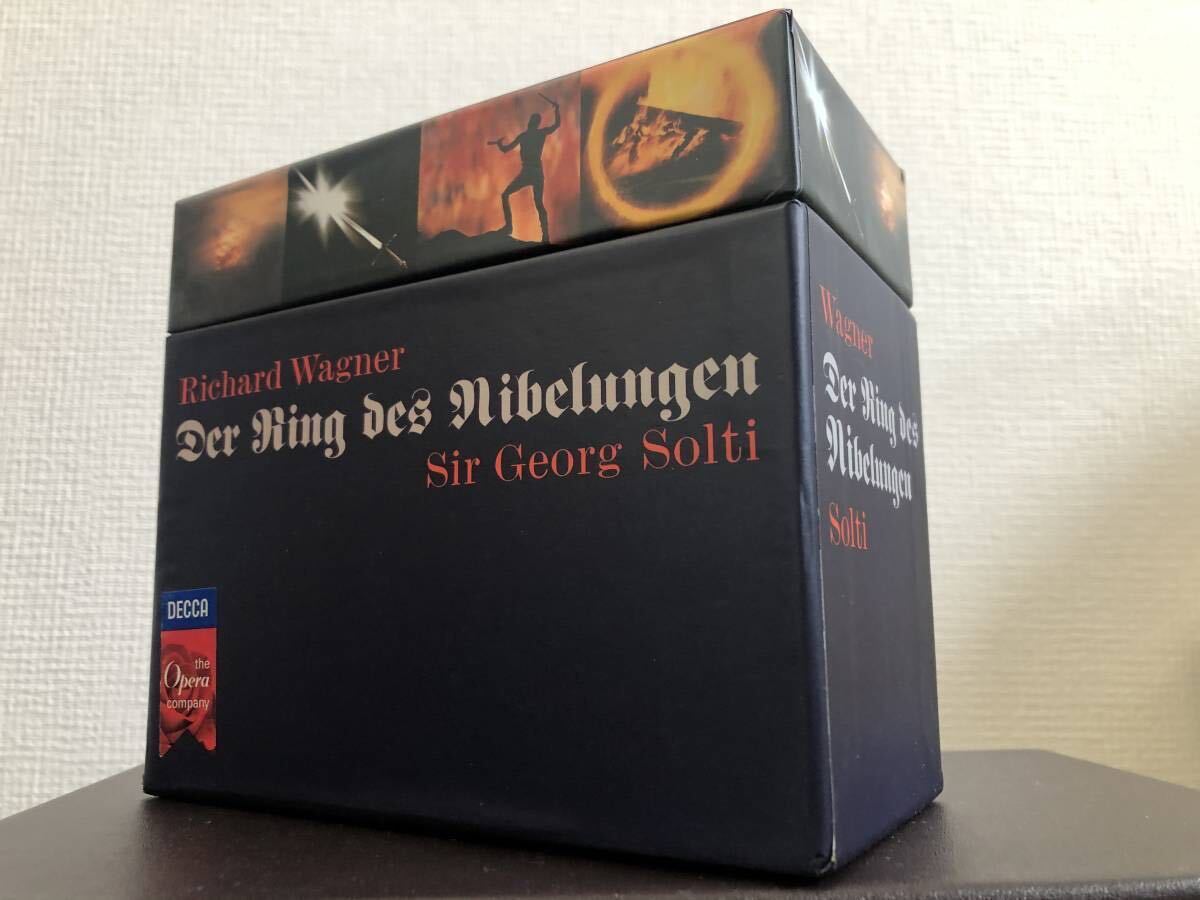 Richard Wagner
Der Ring des Nibelungen
Sir Georg Solti
DECCA
the
Opera
company
Wagner
Der Ring des
Nibelungen
Solti